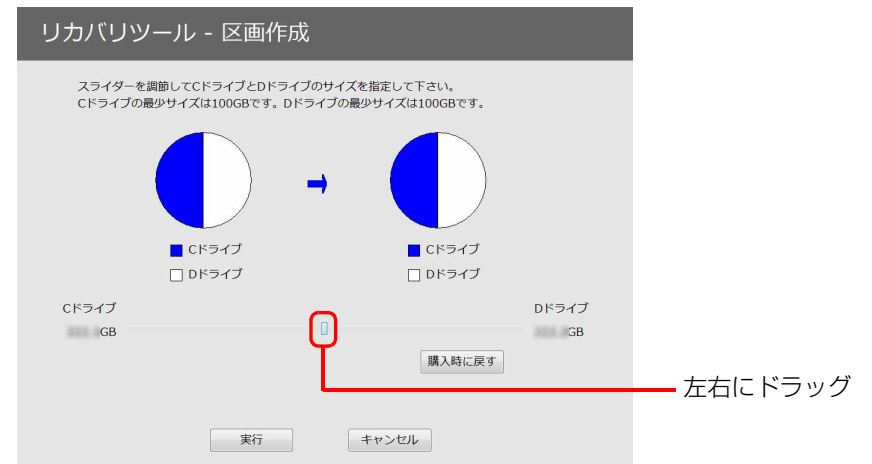 リカバリツール - 区画作成
スライダーを調節してCドライブとDドライブのサイズを指定して下さい。
Cドライブの最少サイズは100GBです。Dドライブの最少サイズは100GBです。
Cドライブ
Dドライブ
Cドライブ
Dドライブ
Cドライブ
GB
Dドライブ
GB
購入時に戻す
左右にドラッグ
実行
キャンセル